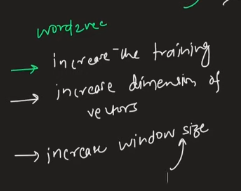 word2vec
→ increase the training
→ increase dimension of
vectors
→ increase window size